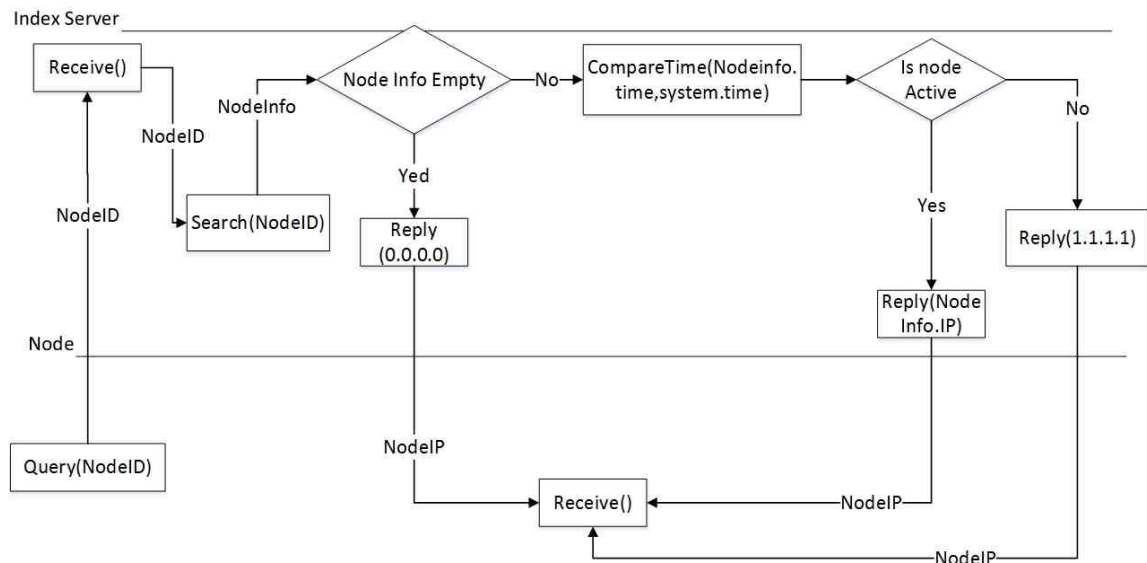 Index Server
Receive()
Node Info Empty
CompareTime(Nodeinfo.
time,system.time)
Is node
Active
No
No
NodeInfo
NodeID
Yed
Yes
NodeID
Search(NodeID)
Reply
(0.0.0.0)
Reply(1.1.1.1)
Reply(Node
Info.IP)
Node
NodeIP
Query(NodeID)
Receive()
NodeIP
NodeIP